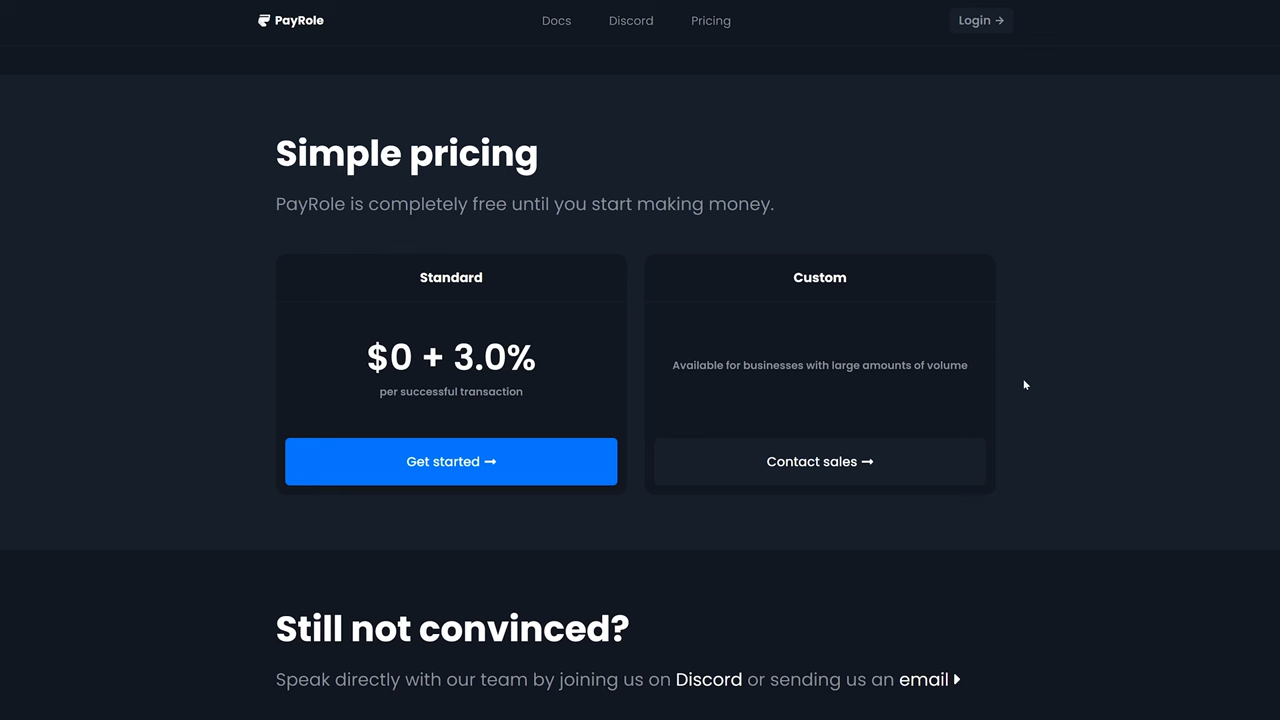 PayRole
Docs
Discord
Pricing
Login →
Simple pricing
PayRole is completely free until you start making money.
Standard
$0 + 3.0%
per successful transaction
Get started →
Custom
Available for businesses with large amounts of volume
Contact sales →
Still not convinced?
Speak directly with our team by joining us on Discord or sending us an email